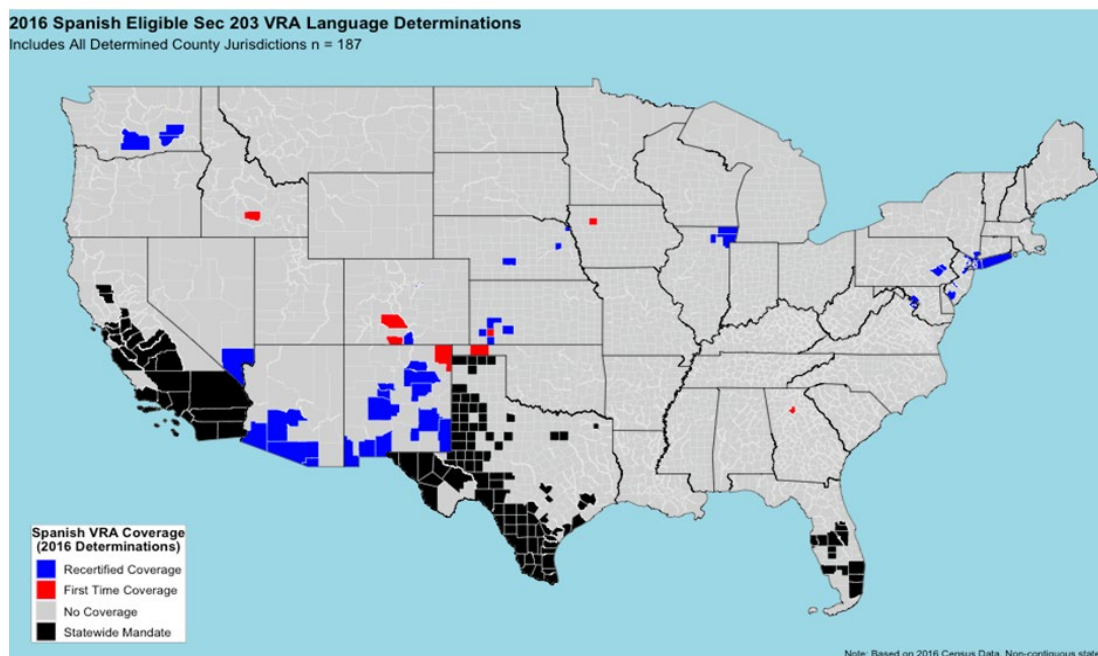 2016 Spanish Eligible Sec 203 VRA Language Determinations
Includes All Determined County Jurisdictions n = 187
Spanish VRA Coverage
(2016 Determinations)
Recertified Coverage
First Time Coverage
No Coverage
Statewide Mandate
Note: Based on 2016 Census Data, Non-contiguous state